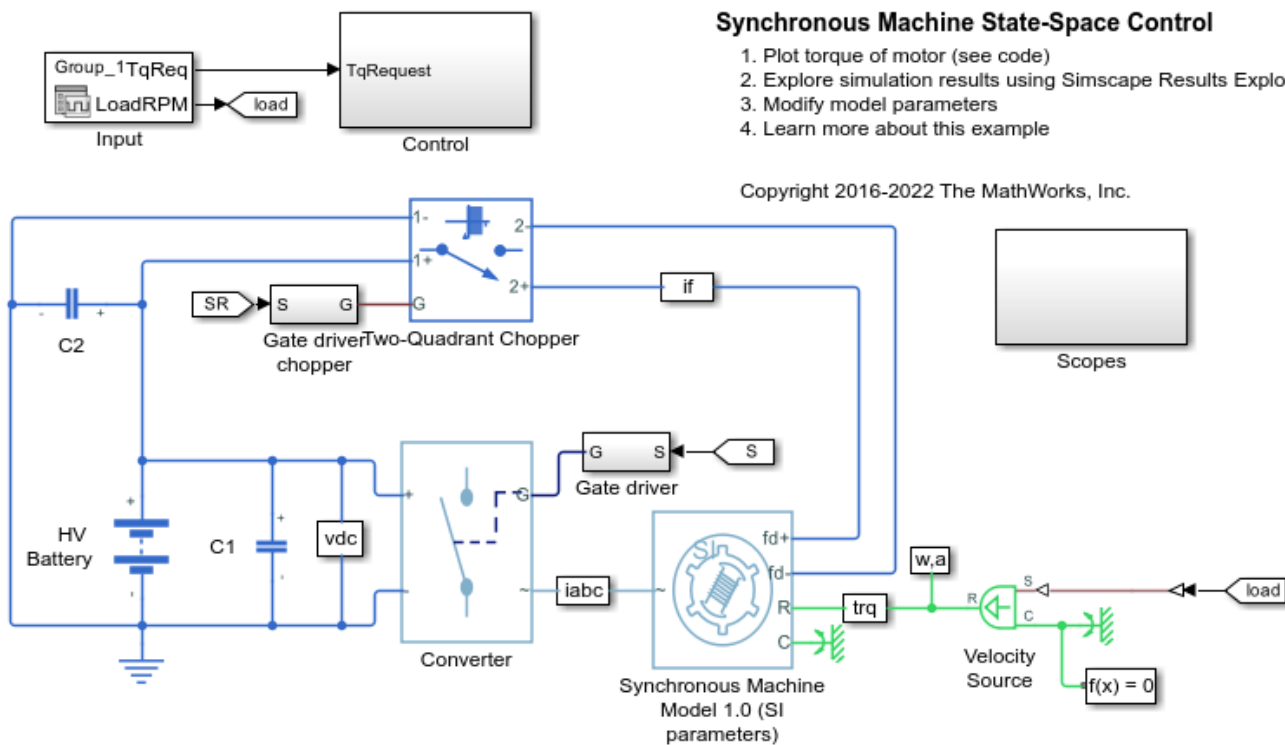 Synchronous Machine State-Space Control
1. Plot torque of motor (see code)
2. Explore simulation results using Simscape Results Explo
3. Modify model parameters
4. Learn more about this example
Copyright 2016-2022 The MathWorks, Inc.
Group_1 TqReq
LoadRPM
Input
load
TqRequest
Control
1-
1+
G
2-
2+
Two-Quadrant Chopper
SR
S G
Gate driver
chopper
if
- +
C2
Scopes
+
HV
Battery
-
+
C1
-
vdc
+
-
G
~
Converter
G S
Gate driver
S
iabc
~
SI
fd+
fd-
R
C
Synchronous Machine
Model 1.0 (SI
parameters)
trq
w,a
R
S
C
Velocity
Source
load
f(x) = 0